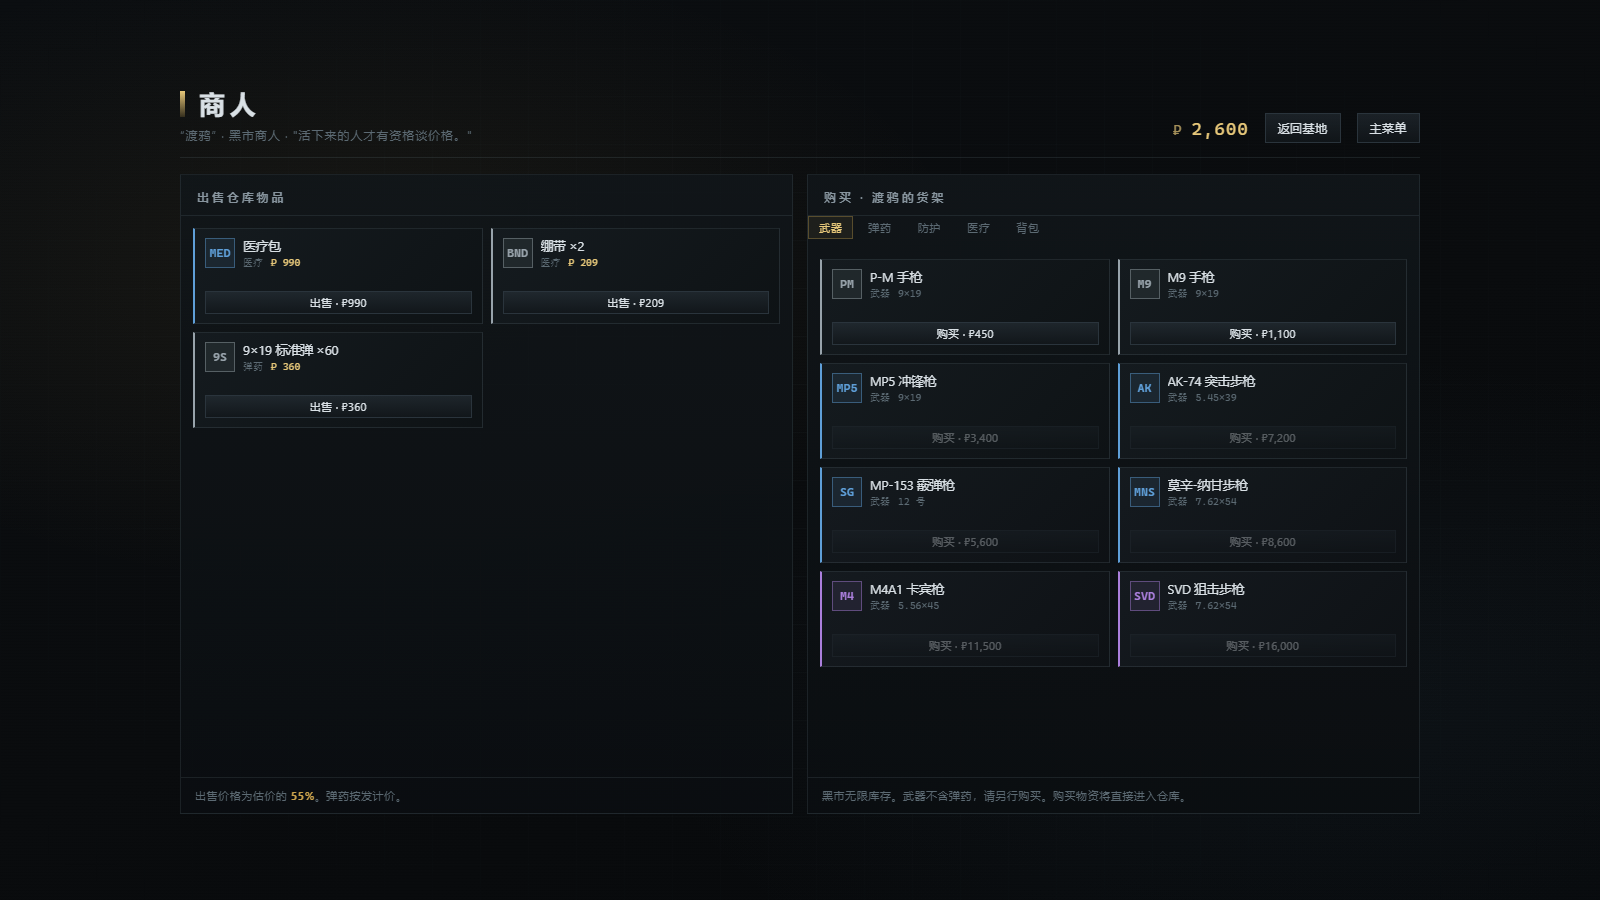 商人
"渡鸦" · 黑市商人 · "活下来的人才有资格谈价格。"
₽ 2,600
返回基地
主菜单
出售仓库物品
MED
医疗包
医疗 ₽ 990
出售 · ₽990
BND
绷带 ×2
医疗 ₽ 209
出售 · ₽209
9S
9×19 标准弹 ×60
弹药 ₽ 360
出售 · ₽360
出售价格为估价的 55%。弹药按发计价。
购买 · 渡鸦的货架
武器 弹药 防护 医疗 背包
PM
P-M 手枪
武器 9×19
购买 · ₽450
M9
M9 手枪
武器 9×19
购买 · ₽1,100
MP5
MP5 冲锋枪
武器 9×19
购买 · ₽3,400
AK
AK-74 突击步枪
武器 5.45×39
购买 · ₽7,200
SG
MP-153 霰弹枪
武器 12 号
购买 · ₽5,600
MNS
莫辛-纳甘步枪
武器 7.62×54
购买 · ₽8,600
M4
M4A1 卡宾枪
武器 5.56×45
购买 · ₽11,500
SVD
SVD 狙击步枪
武器 7.62×54
购买 · ₽16,000
黑市无限库存。武器不含弹药，请另行购买。购买物资将直接进入仓库。